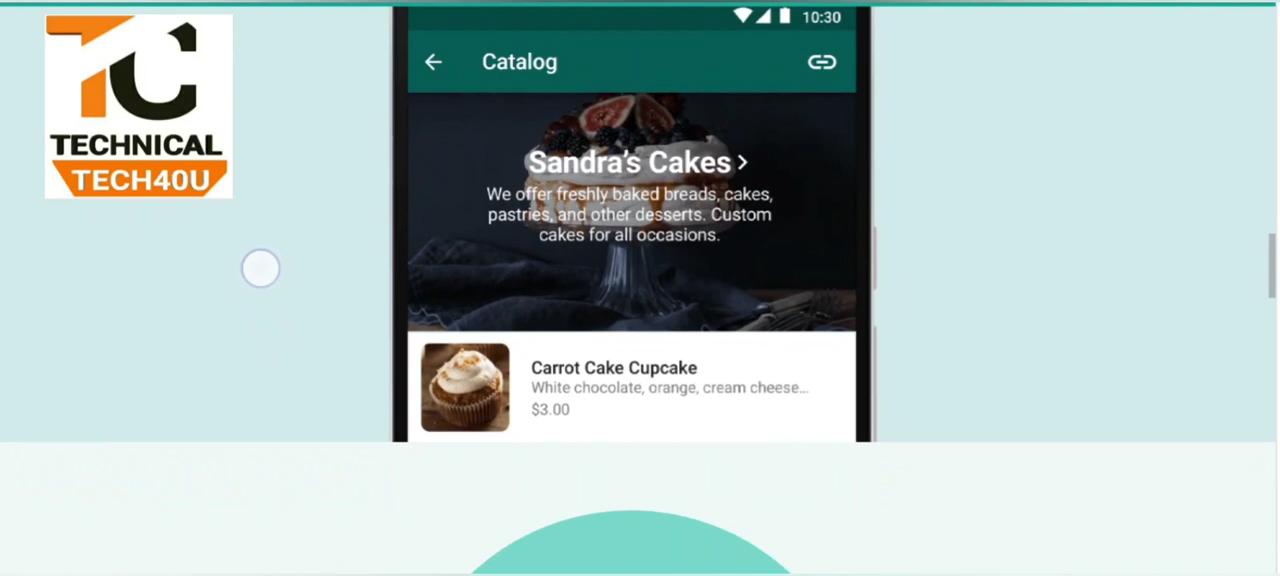 TC
TECHNICAL
TECH40U
10:30
Catalog
Sandra's Cakes
We offer freshly baked breads, cakes,
pastries, and other desserts. Custom
cakes for all occasions.
Carrot Cake Cupcake
White chocolate, orange, cream cheese...
$3.00